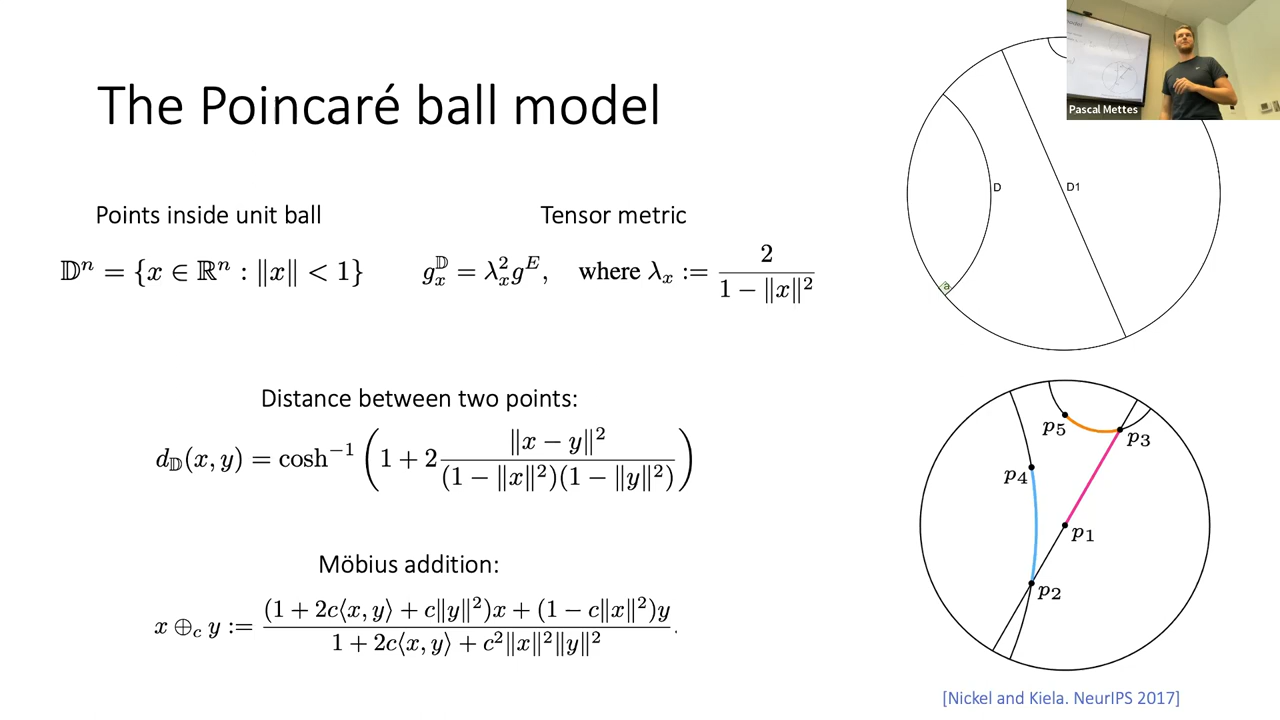 The Poincaré ball model
Points inside unit ball
𝔻ⁿ = {x ∈ ℝⁿ : ‖x‖ < 1}
Tensor metric
g_x^𝔻 = λ_x^2 g^E, where λ_x := 2 / (1 − ‖x‖²)
Distance between two points:
d_𝔻(x, y) = cosh⁻¹ (1 + 2 ‖x − y‖² / ((1 − ‖x‖²)(1 − ‖y‖²)))
Möbius addition:
x ⊕_c y := ((1 + 2c⟨x, y⟩ + c‖y‖²)x + (1 − c‖x‖²)y) / (1 + 2c⟨x, y⟩ + c²‖x‖²‖y‖²).
Pascal Mettes
D
D1
a
p5
p3
p4
p1
p2
[Nickel and Kiela. NeurIPS 2017]